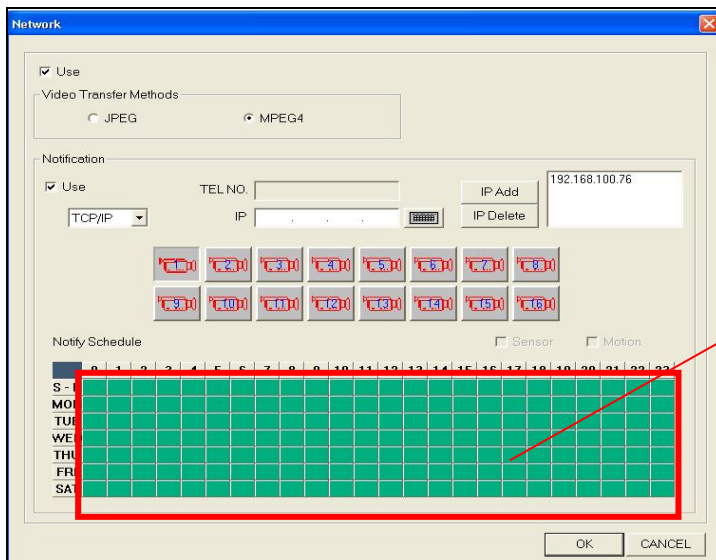 Network
Use
Video Transfer Methods
JPEG
MPEG4
Notification
Use
TEL NO.
IP Add
192.168.100.76
TCP/IP
IP . . .
IP Delete
1 2 3 4 5 6 7 8
9 10 11 12 13 14 15 16
Notify Schedule
Sensor
Motion
0 1 2 3 4 5 6 7 8 9 10 11 12 13 14 15 16 17 18 19 20 21 22 23
S - H
MON
TUE
WED
THU
FRI
SAT
OK
CANCEL